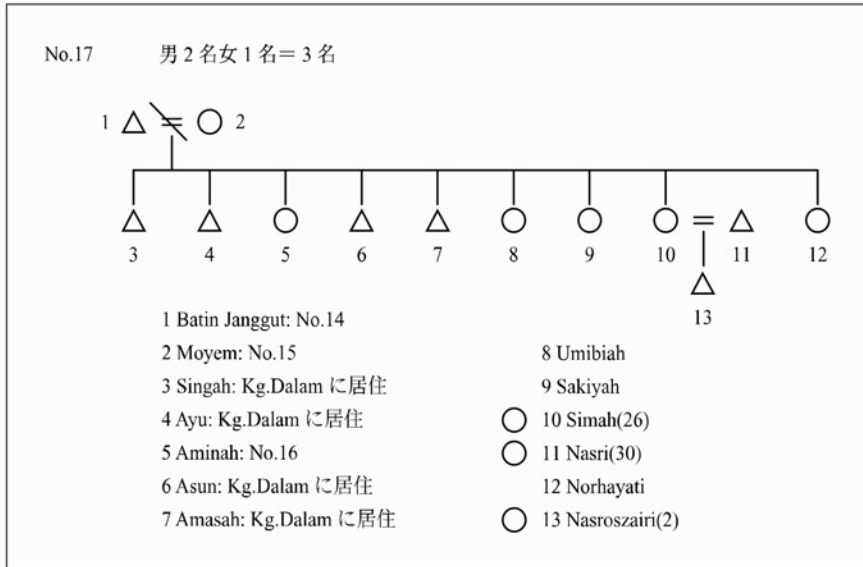 No.17 男 2 名女 1 名＝ 3 名
1 2
3 4 5 6 7 8 9 10 11 12
13
1 Batin Janggut: No.14
2 Moyem: No.15
3 Singah: Kg.Dalam に居住
4 Ayu: Kg.Dalam に居住
5 Aminah: No.16
6 Asun: Kg.Dalam に居住
7 Amasah: Kg.Dalam に居住
8 Umibiah
9 Sakiyah
10 Simah(26)
11 Nasri(30)
12 Norhayati
13 Nasroszairi(2)